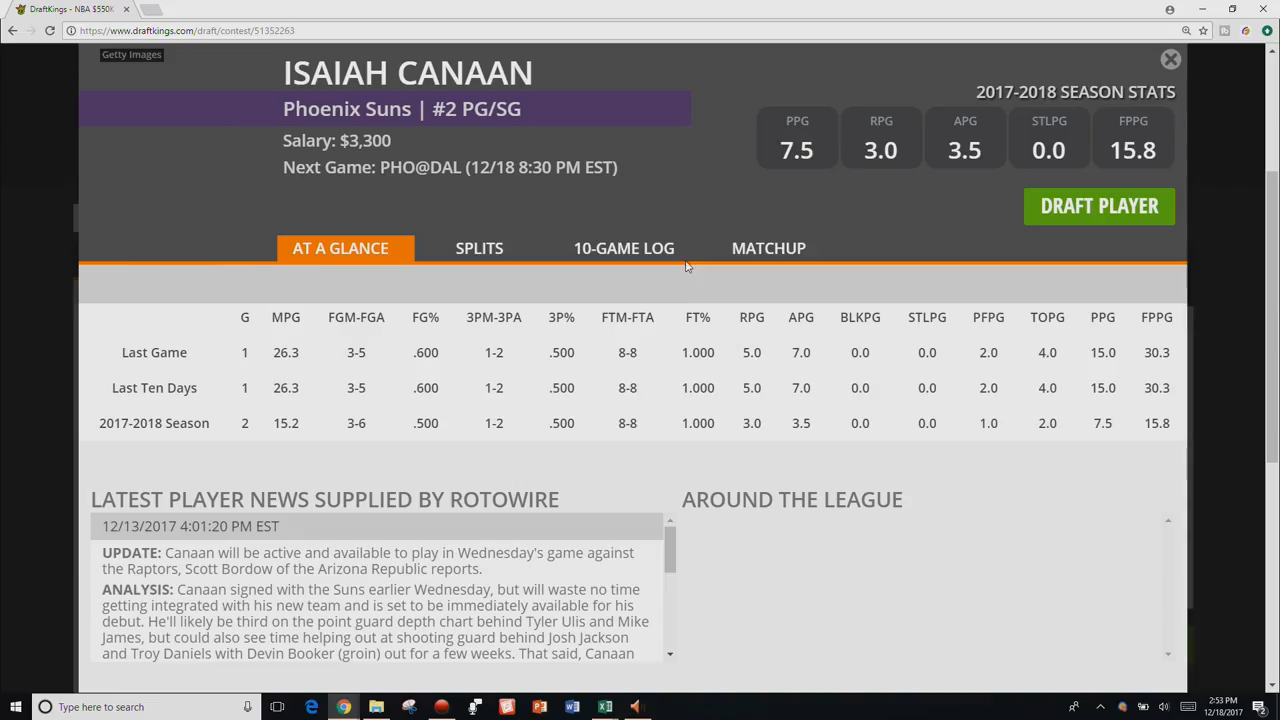 DraftKings - NBA $550K
https://www.draftkings.com/draft/contest/51352263
Getty Images
ISAIAH CANAAN
Phoenix Suns | #2 PG/SG
Salary: $3,300
Next Game: PHO@DAL (12/18 8:30 PM EST)
2017-2018 SEASON STATS
PPG RPG APG STLPG FPPG
7.5 3.0 3.5 0.0 15.8
DRAFT PLAYER
AT A GLANCE SPLITS 10-GAME LOG MATCHUP
G MPG FGM-FGA FG% 3PM-3PA 3P% FTM-FTA FT% RPG APG BLKPG STLPG PFPG TOPG PPG FPPG
Last Game 1 26.3 3-5 .600 1-2 .500 8-8 1.000 5.0 7.0 0.0 0.0 2.0 4.0 15.0 30.3
Last Ten Days 1 26.3 3-5 .600 1-2 .500 8-8 1.000 5.0 7.0 0.0 0.0 2.0 4.0 15.0 30.3
2017-2018 Season 2 15.2 3-6 .500 1-2 .500 8-8 1.000 3.0 3.5 0.0 0.0 1.0 2.0 7.5 15.8
LATEST PLAYER NEWS SUPPLIED BY ROTOWIRE
12/13/2017 4:01:20 PM EST
UPDATE: Canaan will be active and available to play in Wednesday's game against
the Raptors, Scott Bordow of the Arizona Republic reports.
ANALYSIS: Canaan signed with the Suns earlier Wednesday, but will waste no time
getting integrated with his new team and is set to be immediately available for his
debut. He'll likely be third on the point guard depth chart behind Tyler Ulis and Mike
James, but could also see time helping out at shooting guard behind Josh Jackson
and Troy Daniels with Devin Booker (groin) out for a few weeks. That said, Canaan
AROUND THE LEAGUE
Type here to search
2:53 PM
12/18/2017